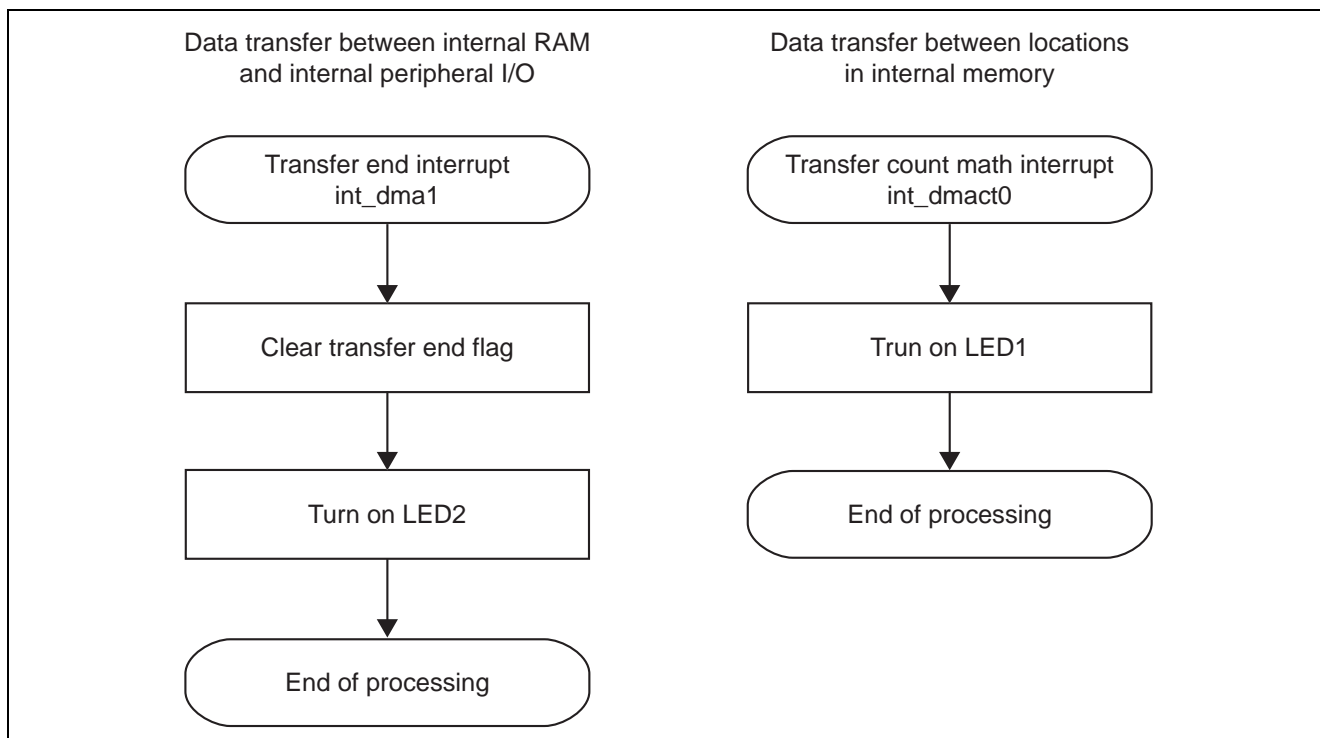 Data transfer between internal RAM
and internal peripheral I/O
Transfer end interrupt
int_dma1
Clear transfer end flag
Turn on LED2
End of processing
Data transfer between locations
in internal memory
Transfer count math interrupt
int_dmact0
Trun on LED1
End of processing